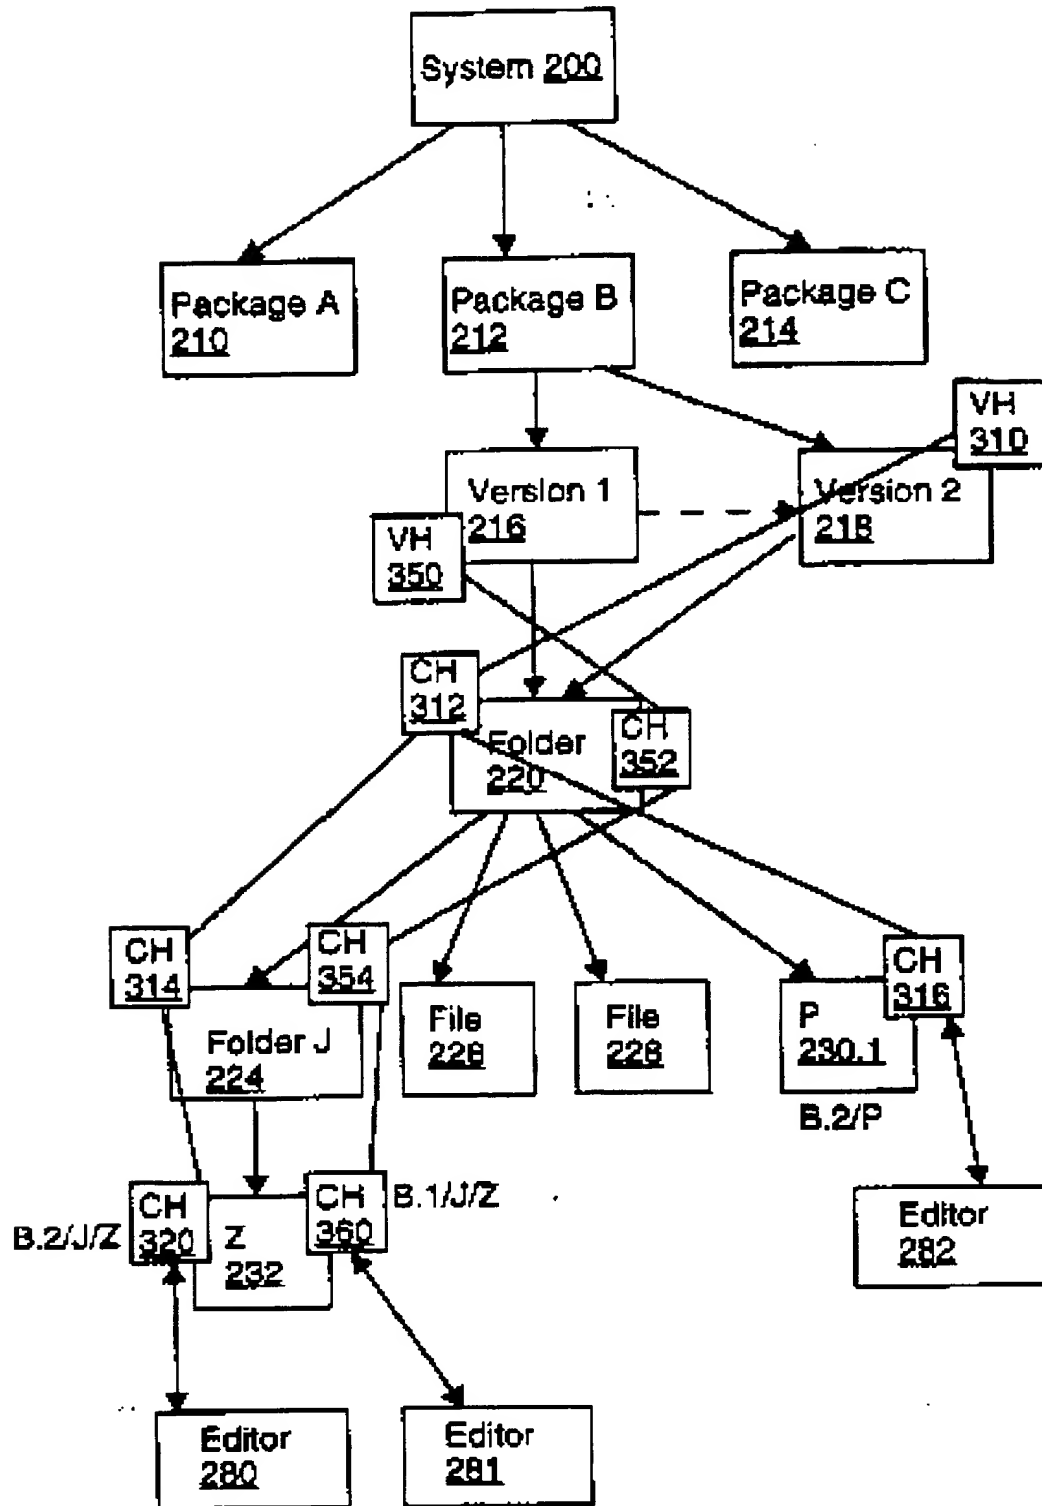 System 200
Package A
210
Package B
212
Package C
214
VH
310
Version 1
216
Version 2
218
VH
350
CH
312
Folder
220
CH
352
CH
314
CH
354
Folder J
224
File
226
File
228
P
230.1
CH
316
B.2/P
B.2/J/Z
CH
320
Z
232
CH
360
B.1/J/Z
Editor
282
Editor
280
Editor
281